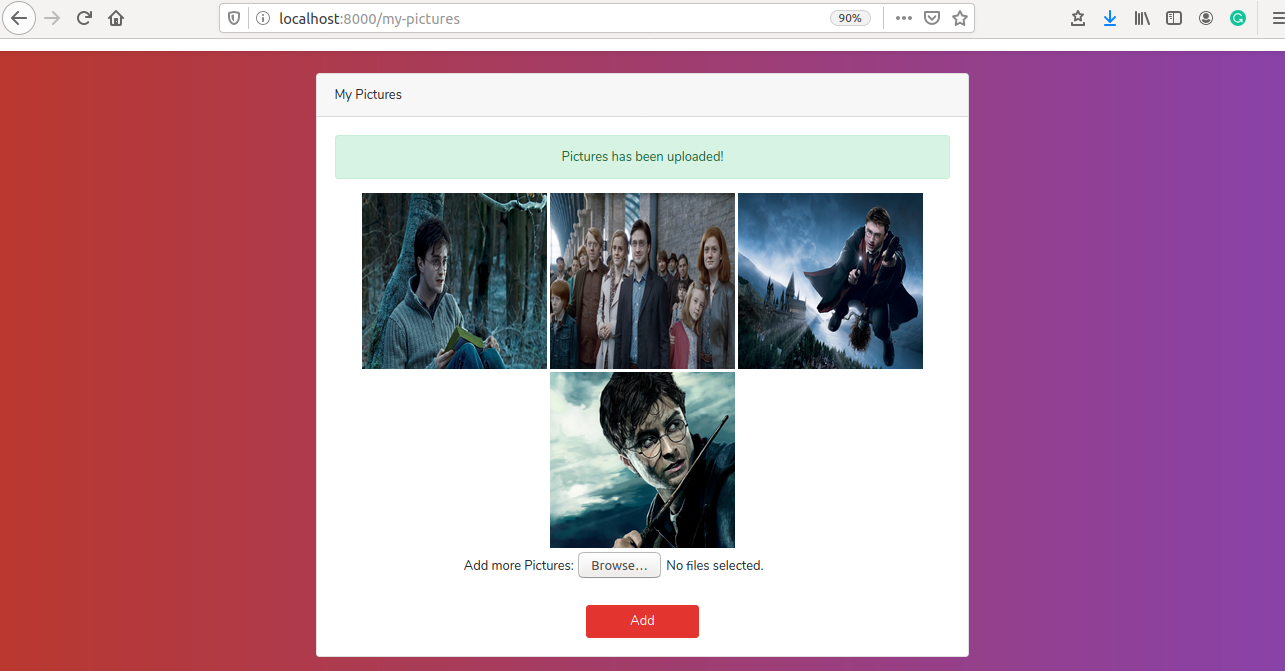 localhost:8000/my-pictures
90%
My Pictures
Pictures has been uploaded!
Add more Pictures: Browse... No files selected.
Add